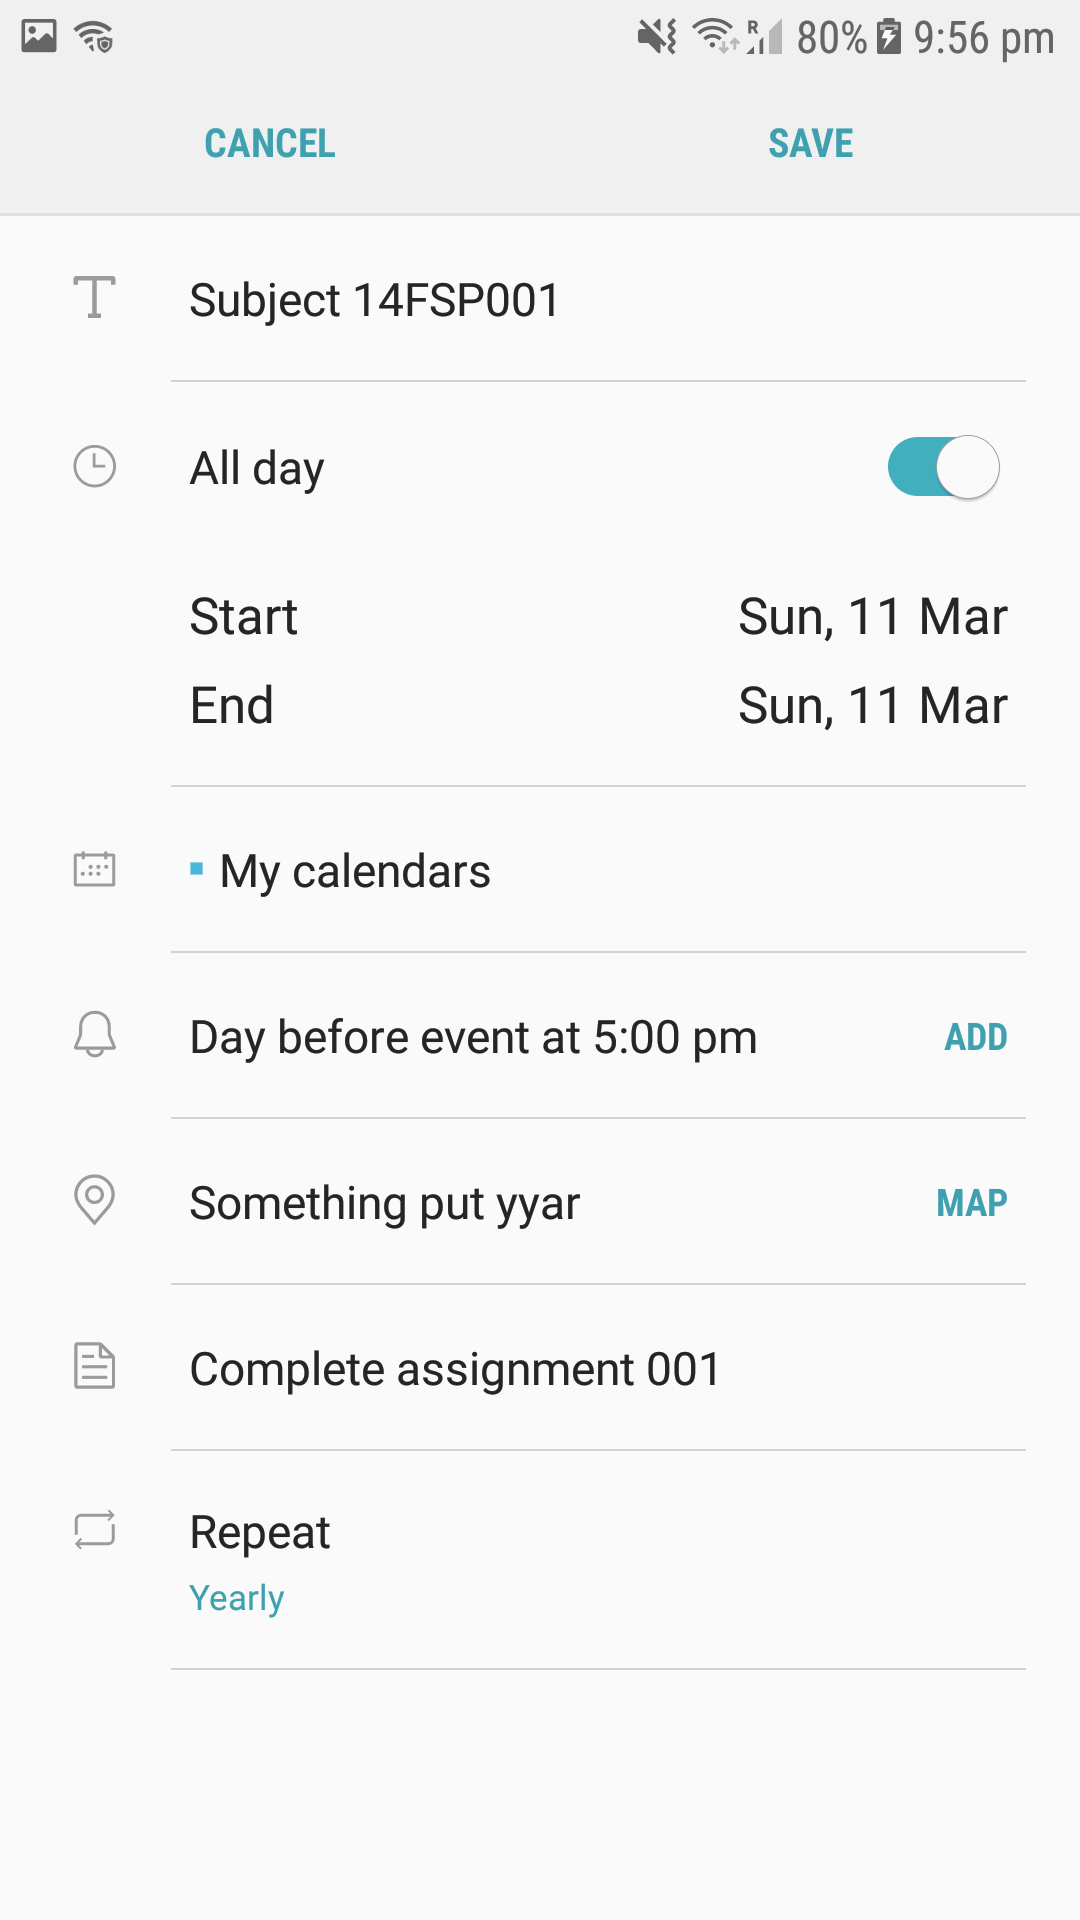 R 80% 9:56 pm
CANCEL SAVE
Subject 14FSP001
All day
Start Sun, 11 Mar
End Sun, 11 Mar
My calendars
Day before event at 5:00 pm ADD
Something put yyar MAP
Complete assignment 001
Repeat
Yearly